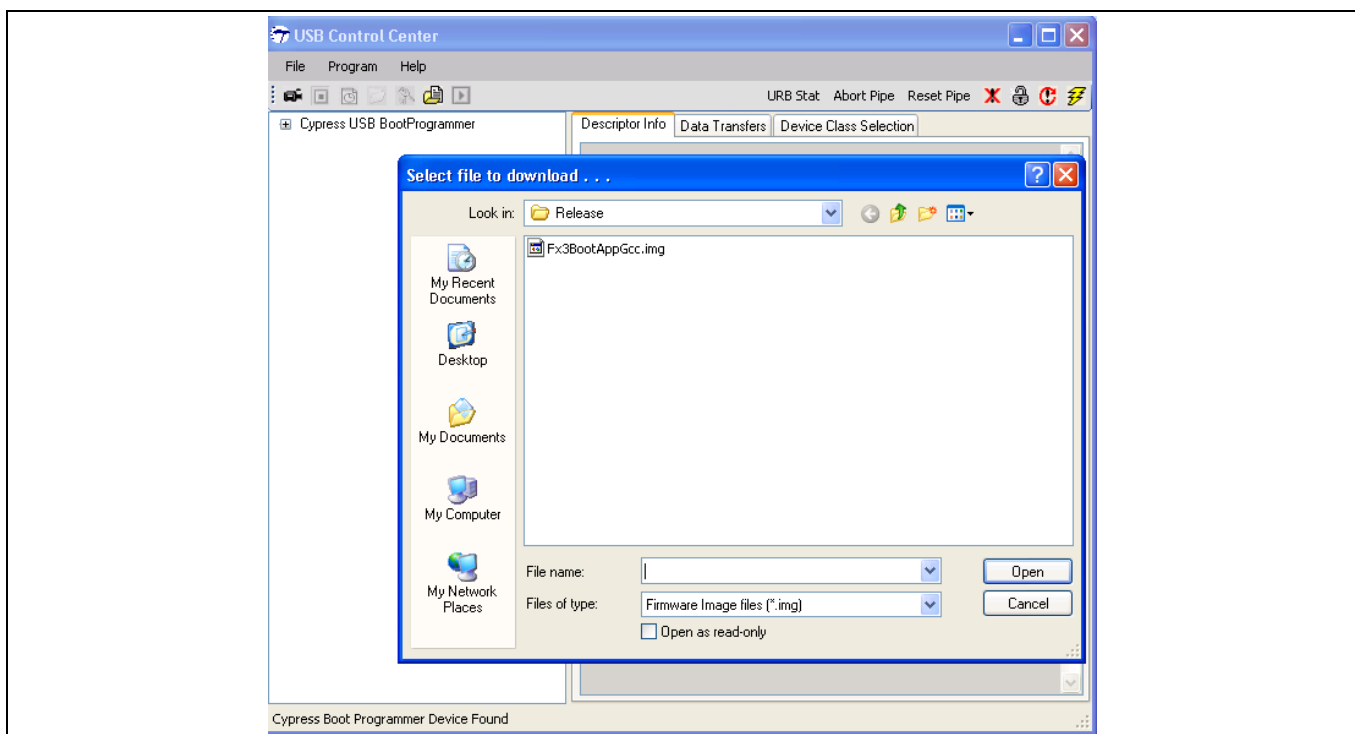 USB Control Center
File Program Help
URB Stat Abort Pipe Reset Pipe
Cypress USB BootProgrammer
Descriptor Info Data Transfers Device Class Selection
Select file to download . . .
Look in: Release
Fx3BootAppGcc.img
My Recent
Documents
Desktop
My Documents
My Computer
My Network
Places
File name:
Open
Files of type: Firmware Image files (*.img)
Cancel
Open as read-only
Cypress Boot Programmer Device Found